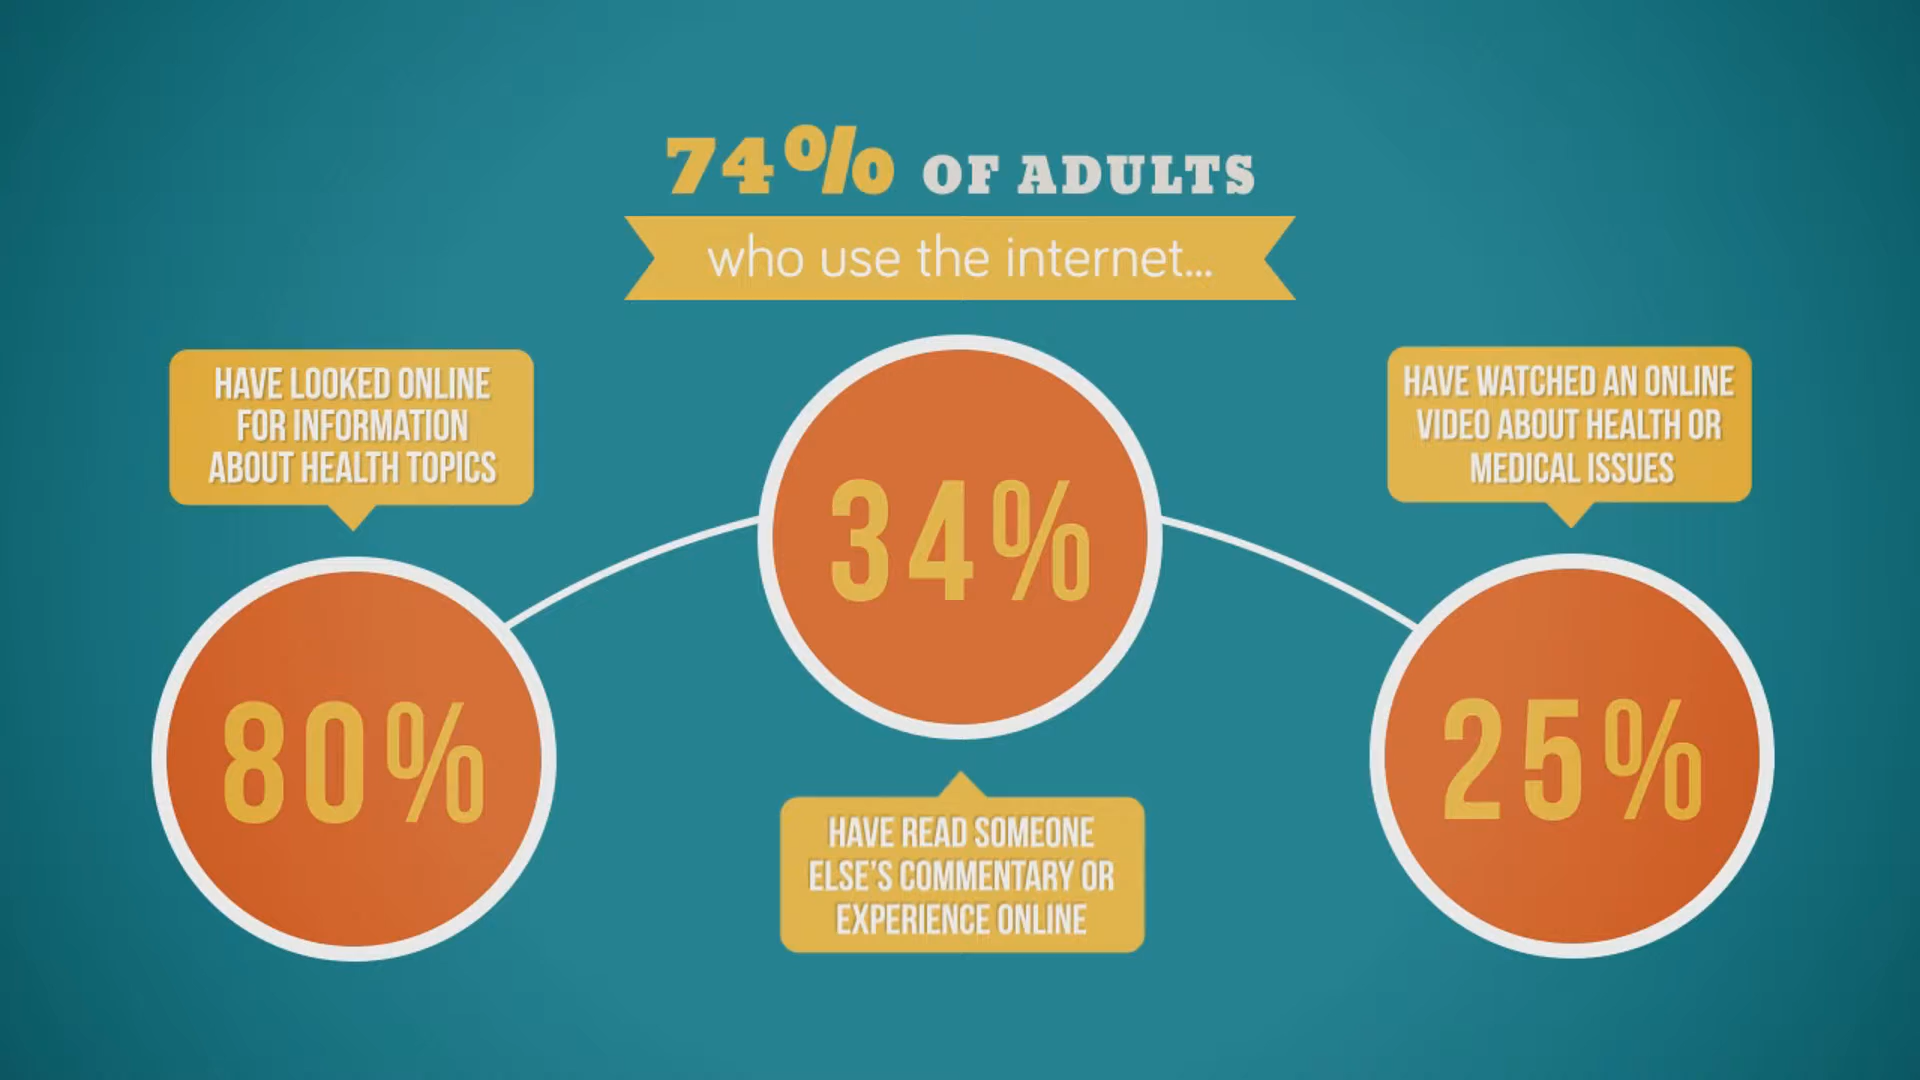 74% OF ADULTS
who use the internet...
HAVE LOOKED ONLINE
FOR INFORMATION
ABOUT HEALTH TOPICS
80%
34%
HAVE READ SOMEONE
ELSE'S COMMENTARY OR
EXPERIENCE ONLINE
HAVE WATCHED AN ONLINE
VIDEO ABOUT HEALTH OR
MEDICAL ISSUES
25%